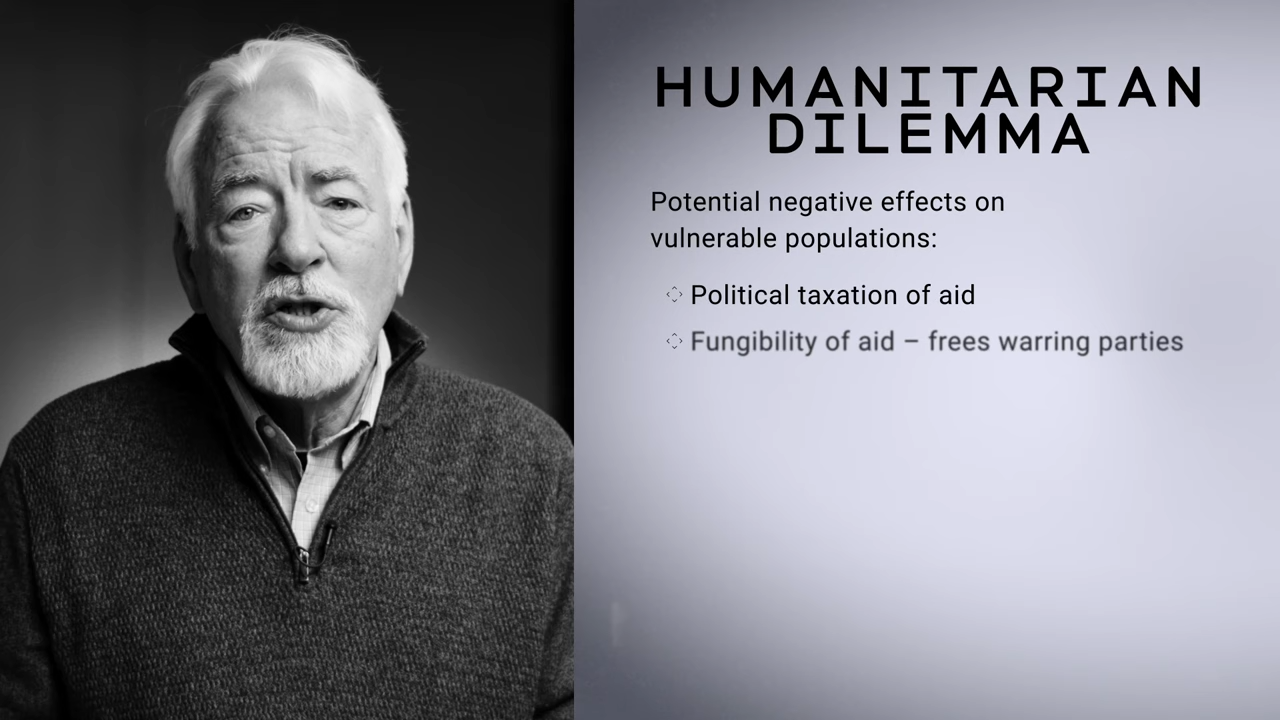 HUMANITARIAN
DILEMMA
Potential negative effects on
vulnerable populations:
Political taxation of aid
Fungibility of aid – frees warring parties